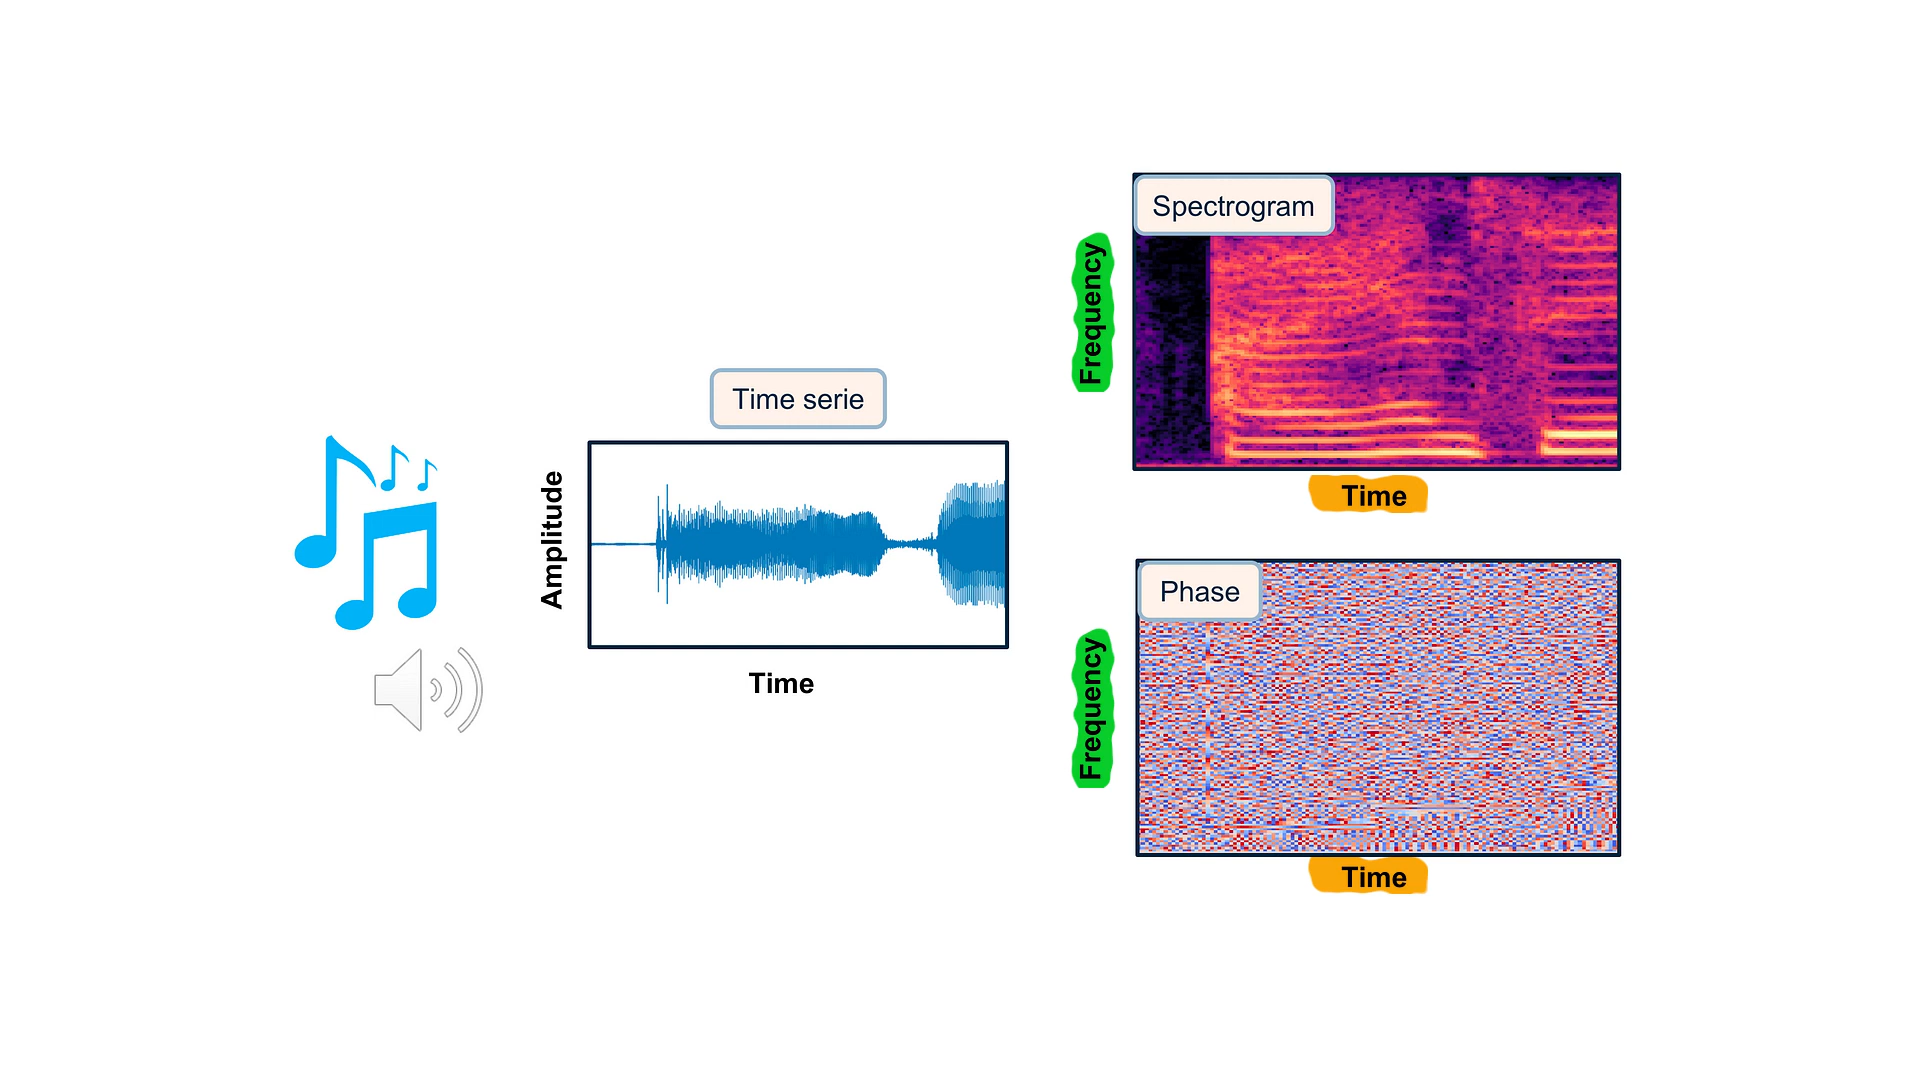 Time serie
Amplitude
Time
Spectrogram
Frequency
Time
Phase
Frequency
Time